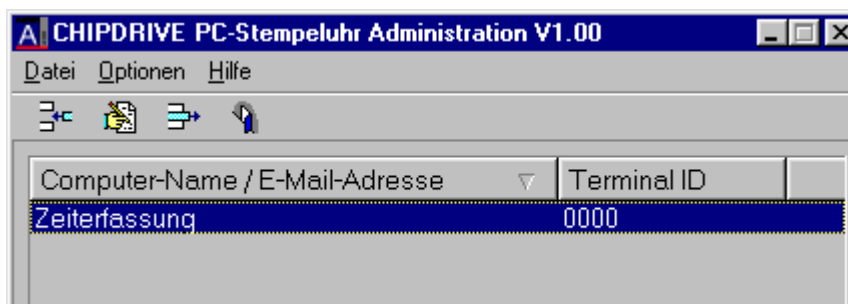 CHIPDRIVE PC-Stempeluhr Administration V1.00
Datei Optionen Hilfe
Computer-Name / E-Mail-Adresse Terminal ID
Zeiterfassung 0000